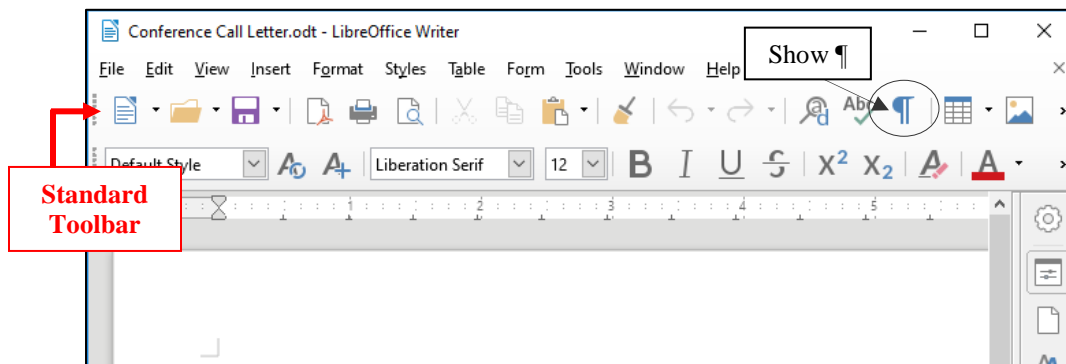 Conference Call Letter.odt - LibreOffice Writer
File Edit View Insert Format Styles Table Form Tools Window Help
Show ¶
Abc
¶
Default Style Liberation Serif 12 B I U S X² X₂ A A
Standard
Toolbar
1 2 3 4 5